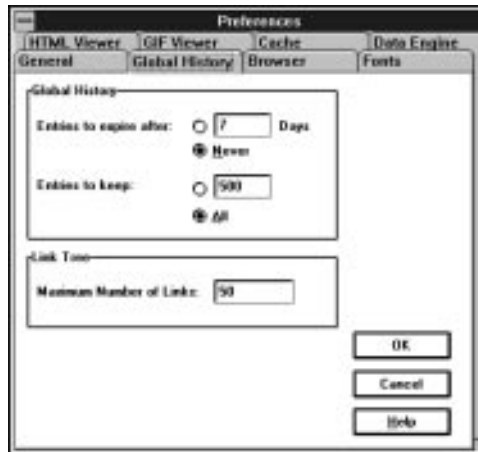 Preferences
HTML Viewer GIF Viewer Cache Data Engine
General Global History Browser Fonts
Global History
Entries to expire after: 7 Days
Never
Entries to keep: 500
All
Link Tree
Maximum Number of Links: 50
OK
Cancel
Help